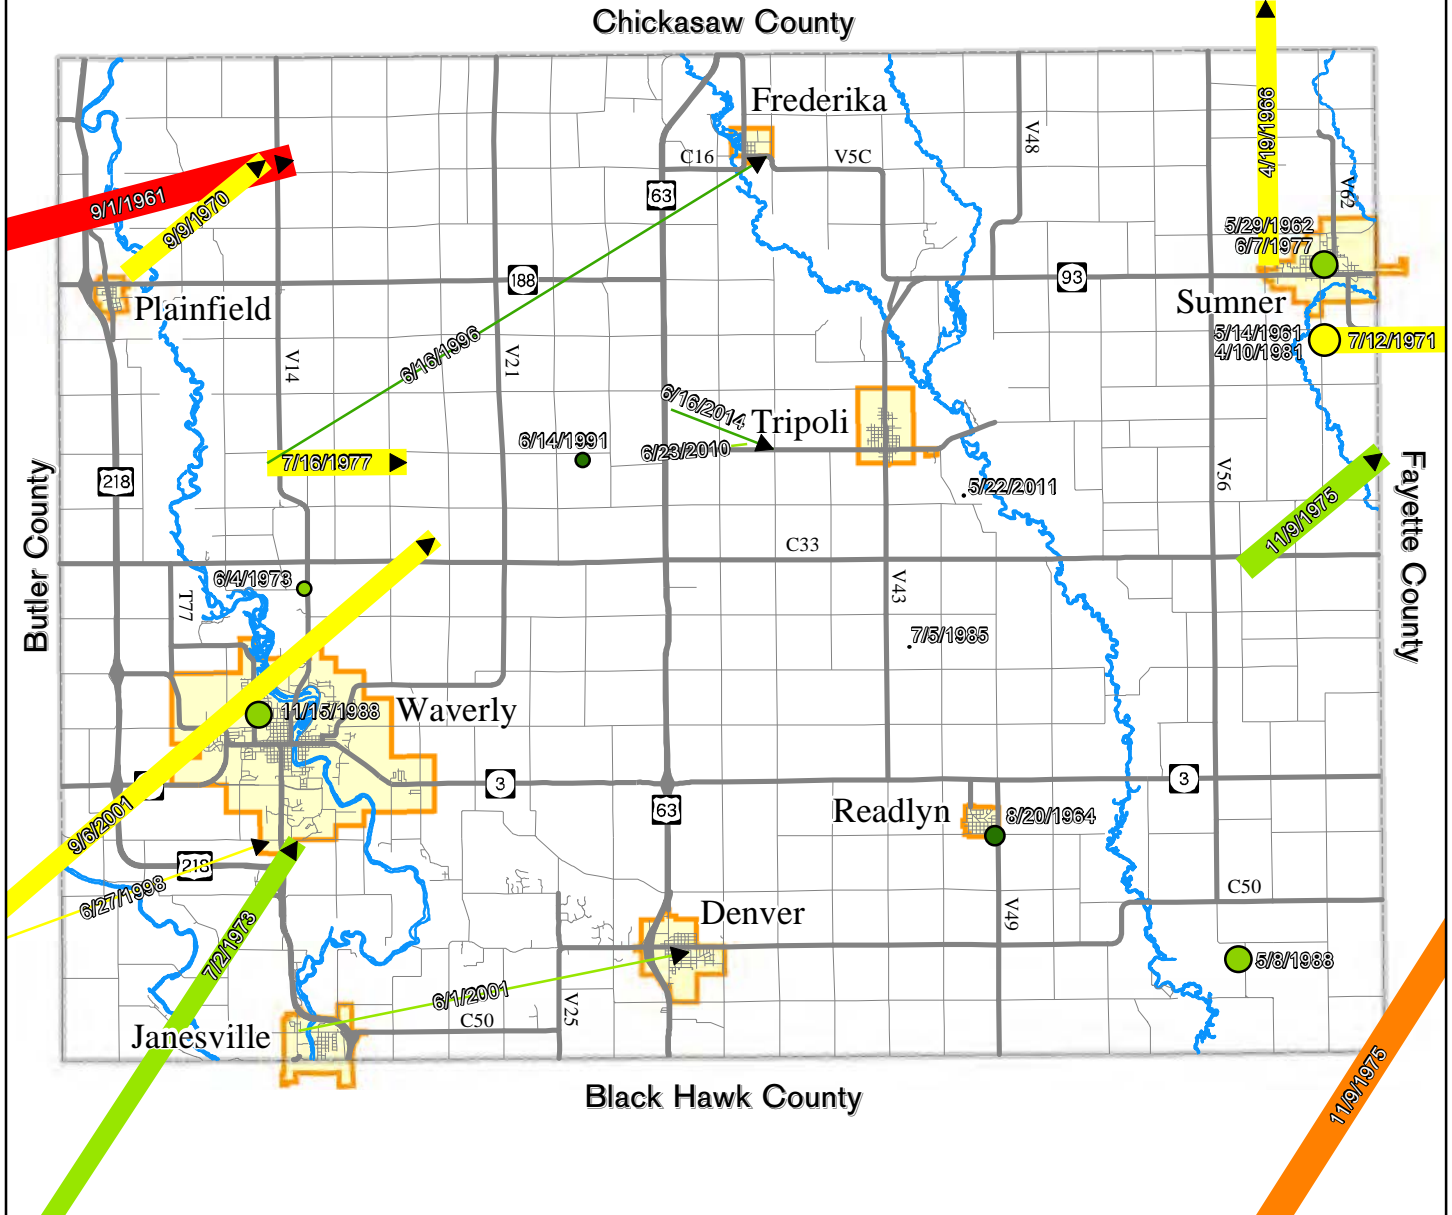 Chickasaw County
4/19/1966
Frederika
V48
C16
V5C
V62
63
9/1/1961
9/9/1970
5/29/1962
6/7/1977
188
93
Plainfield
Sumner
5/14/1961
4/10/1981
7/12/1971
6/16/1996
V14
V21
6/16/2014
Tripoli
6/14/1991
6/23/2010
7/16/1977
218
V56
5/22/2011
11/9/1975
Butler County
Fayette County
C33
6/4/1973
T77
V43
7/5/1985
11/15/1988
Waverly
3
3
63
Readlyn
8/20/1964
9/6/2001
218
6/27/1998
C50
Denver
V49
7/2/1973
5/8/1988
6/1/2001
V25
C50
Janesville
11/9/1975
Black Hawk County